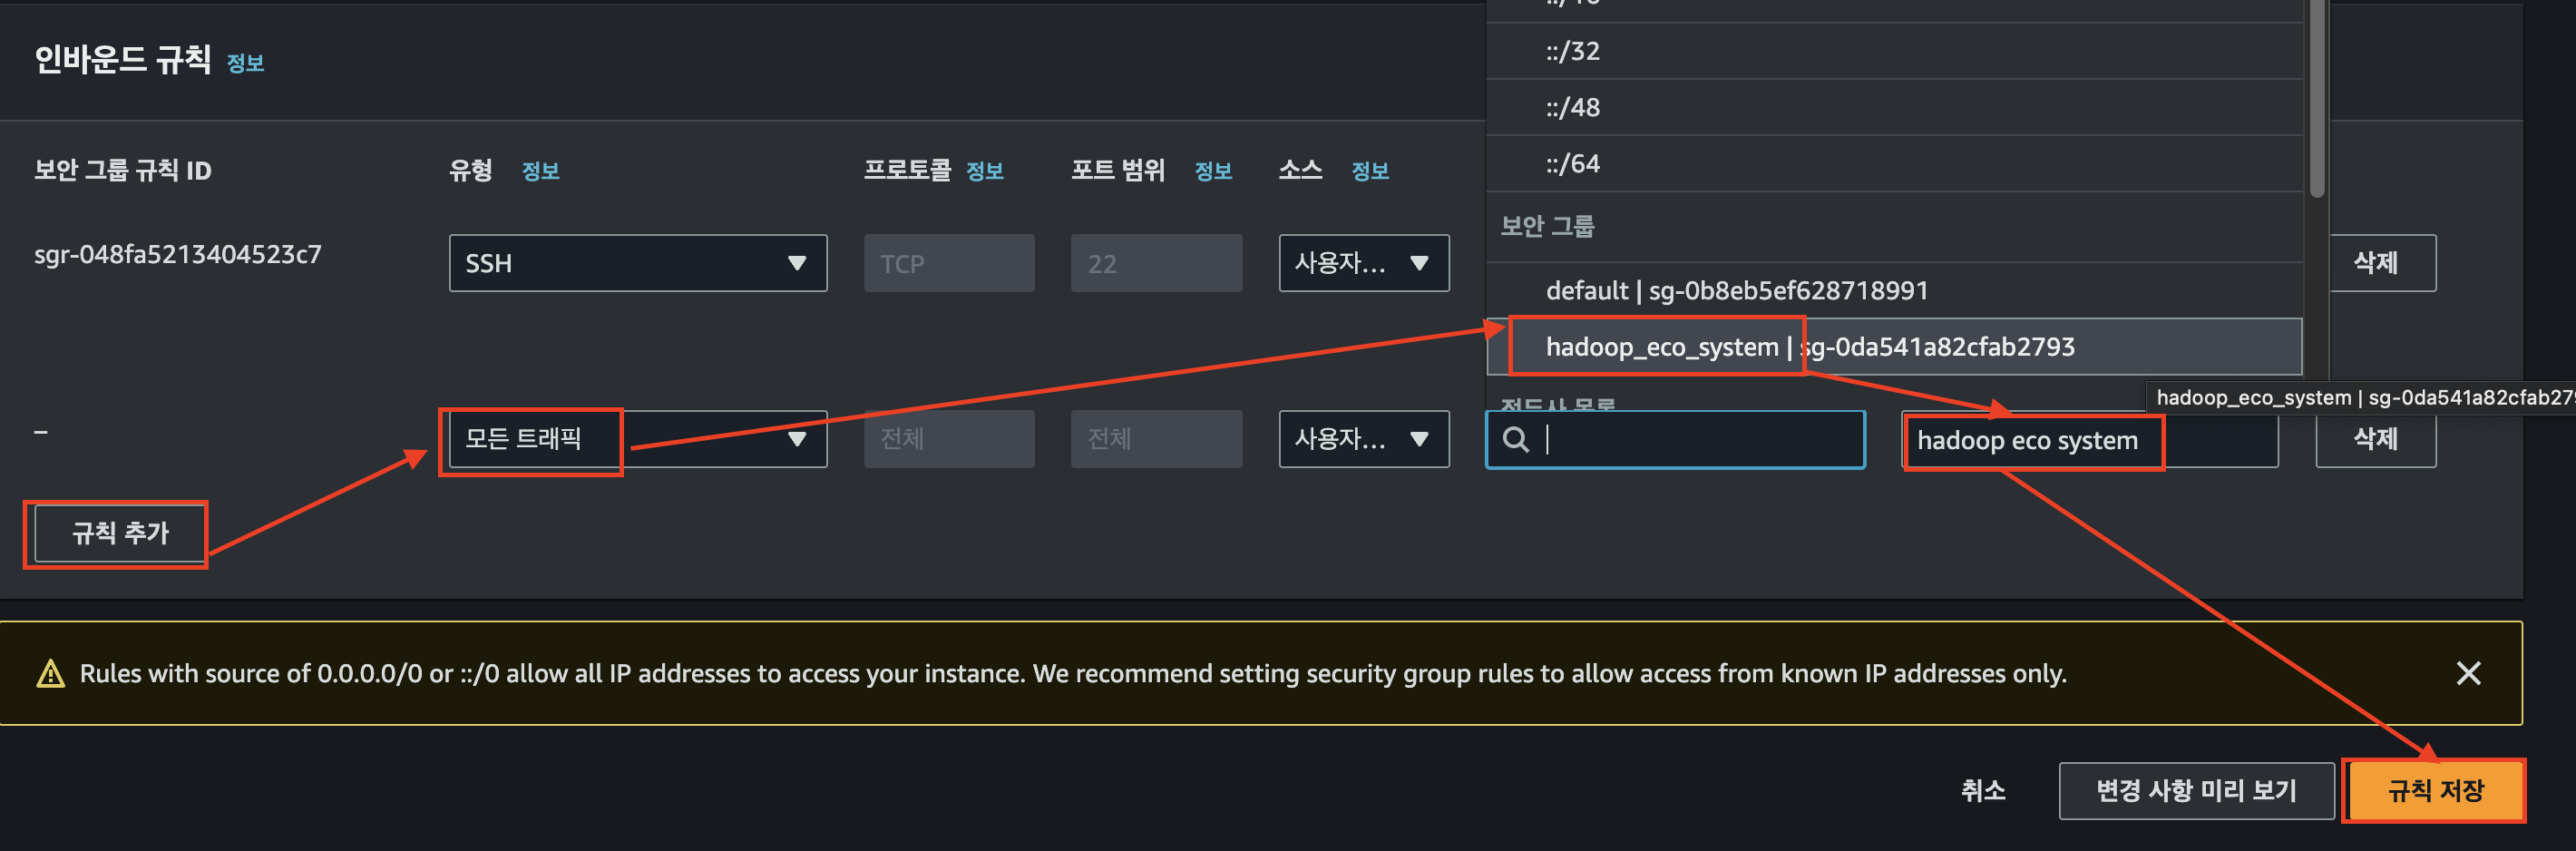 인바운드 규칙 정보
::/32
::/48
::/64
보안 그룹 규칙 ID 유형 정보 프로토콜 정보 포트 범위 정보 소스 정보
보안 그룹
sgr-048fa5213404523c7 SSH TCP 22 사용자... 삭제
default | sg-0b8eb5ef628718991
hadoop_eco_system | sg-0da541a82cfab2793
hadoop_eco_system | sg-0da541a82cfab27
– 모든 트래픽 전체 전체 사용자... hadoop eco system 삭제
규칙 추가
Rules with source of 0.0.0.0/0 or ::/0 allow all IP addresses to access your instance. We recommend setting security group rules to allow access from known IP addresses only.
취소 변경 사항 미리 보기 규칙 저장